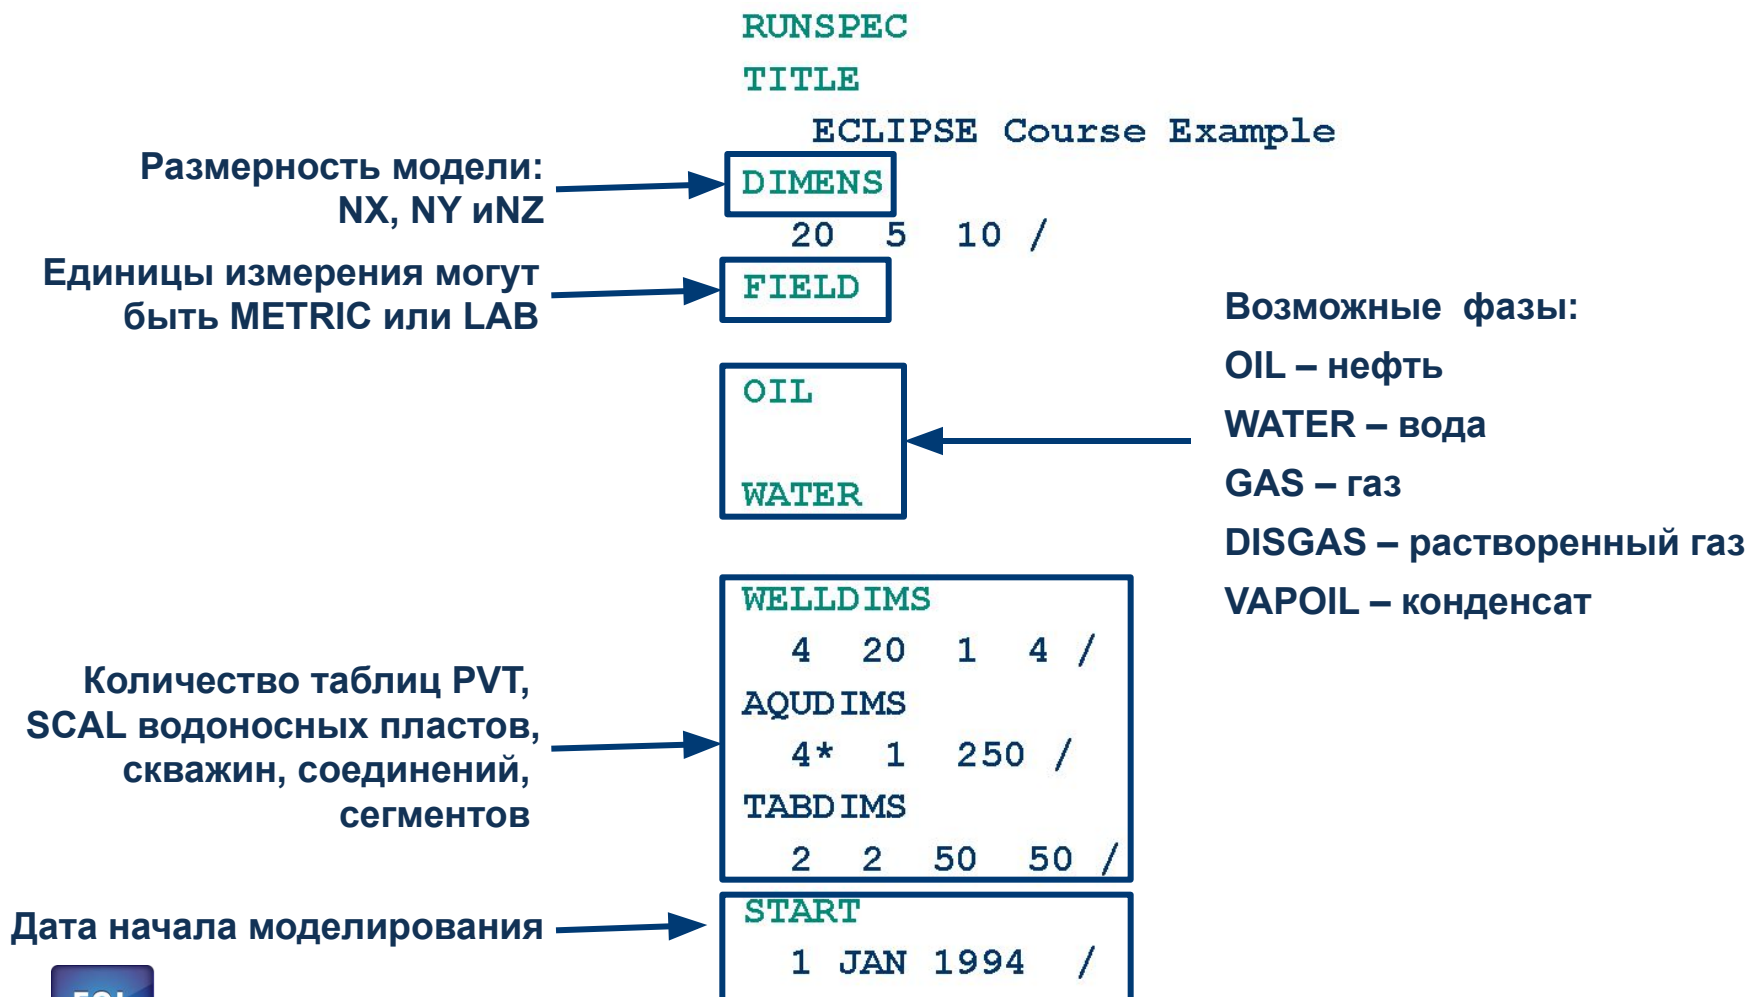 RUNSPEC
TITLE
ECLIPSE Course Example
Размерность модели:
NX, NY иNZ
DIMENS
20 5 10 /
Единицы измерения могут
быть METRIC или LAB
FIELD
OIL
WATER
Возможные фазы:
OIL – нефть
WATER – вода
GAS – газ
DISGAS – растворенный газ
VAPOIL – конденсат
Количество таблиц PVT,
SCAL водоносных пластов,
скважин, соединений,
сегментов
WELLDIMS
4 20 1 4 /
AQUDIMS
4* 1 250 /
TABDIMS
2 2 50 50 /
Дата начала моделирования
START
1 JAN 1994 /